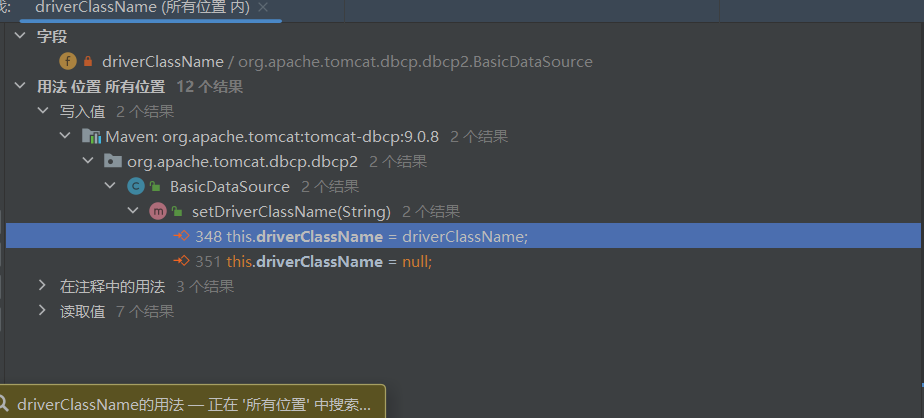 线: driverClassName (所有位置 内)
字段
driverClassName / org.apache.tomcat.dbcp.dbcp2.BasicDataSource
用法 位置 所有位置 12 个结果
写入值 2 个结果
Maven: org.apache.tomcat:tomcat-dbcp:9.0.8 2 个结果
org.apache.tomcat.dbcp.dbcp2 2 个结果
BasicDataSource 2 个结果
setDriverClassName(String) 2 个结果
348 this.driverClassName = driverClassName;
351 this.driverClassName = null;
在注释中的用法 3 个结果
读取值 7 个结果
driverClassName的用法 — 正在 '所有位置' 中搜索...